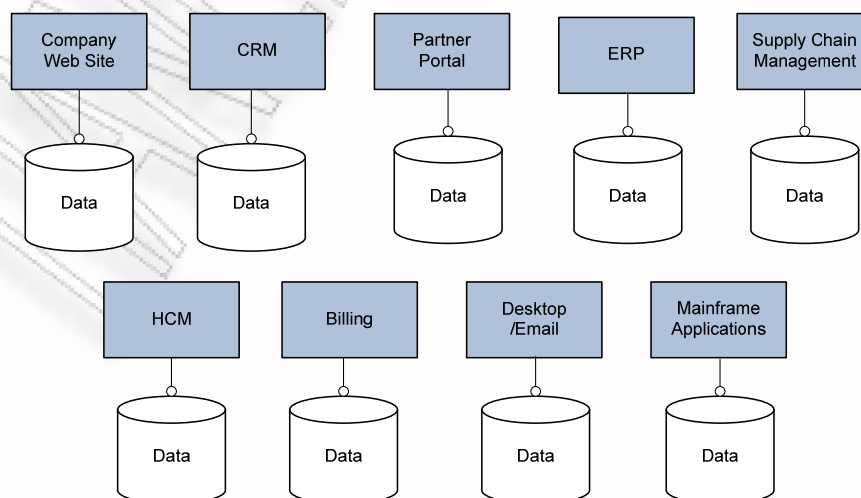 Company
Web Site
CRM
Partner
Portal
ERP
Supply Chain
Management
Data
Data
Data
Data
Data
HCM
Billing
Desktop
/Email
Mainframe
Applications
Data
Data
Data
Data